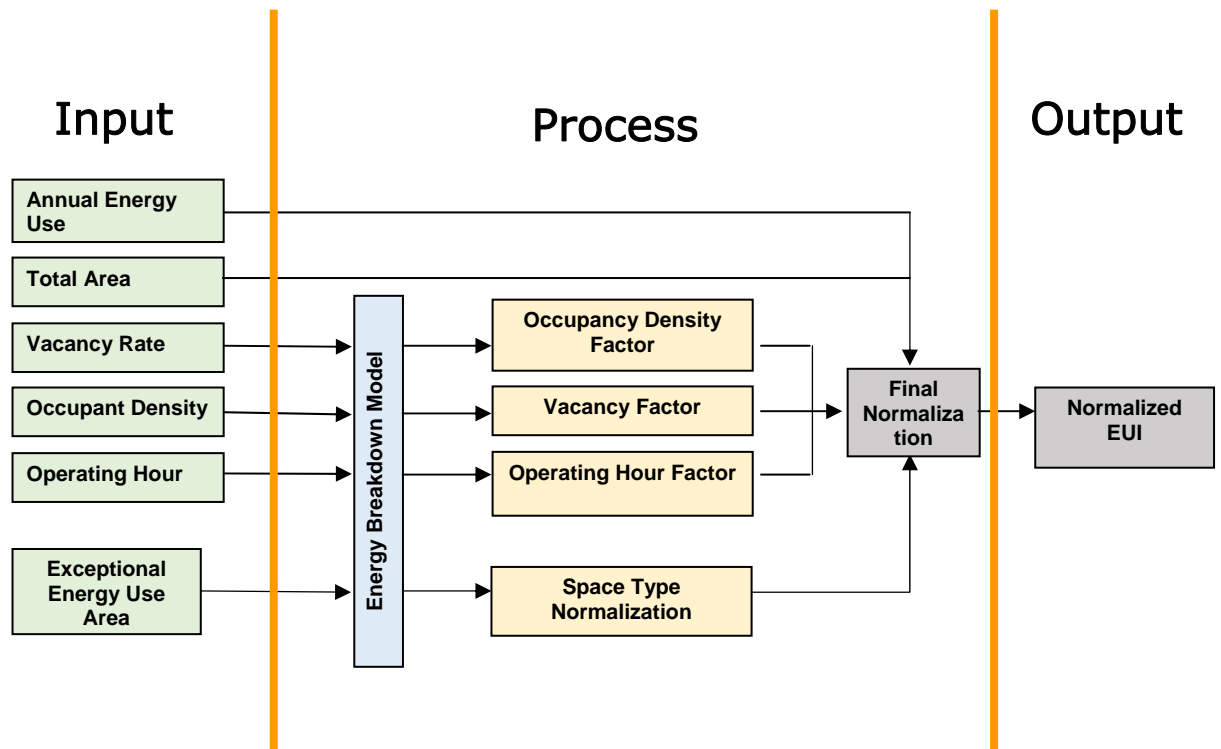 Input
Process
Output
Annual Energy
Use
Total Area
Vacancy Rate
Occupant Density
Operating Hour
Exceptional
Energy Use
Area
Energy Breakdown Model
Occupancy Density
Factor
Vacancy Factor
Operating Hour Factor
Space Type
Normalization
Final
Normaliza
tion
Normalized
EUI